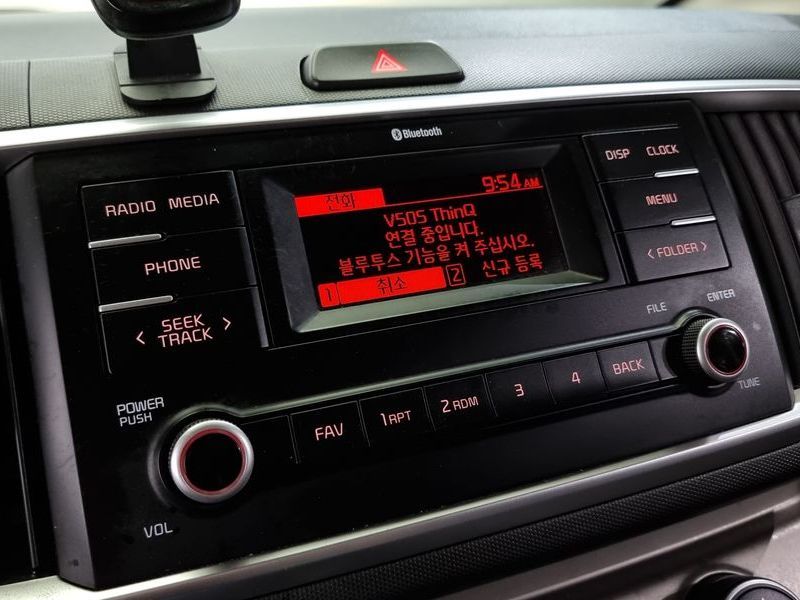 Bluetooth
DISP CLOCK
RADIO MEDIA
전화 9:54 AM
V50S ThinQ
연결 중입니다.
블루투스 기능을 켜 주십시오.
1 취소 2 신규 등록
MENU
PHONE
< FOLDER >
< SEEK TRACK >
FILE
ENTER
POWER
PUSH
FAV
1 RPT
2 RDM
3
4
BACK
TUNE
VOL